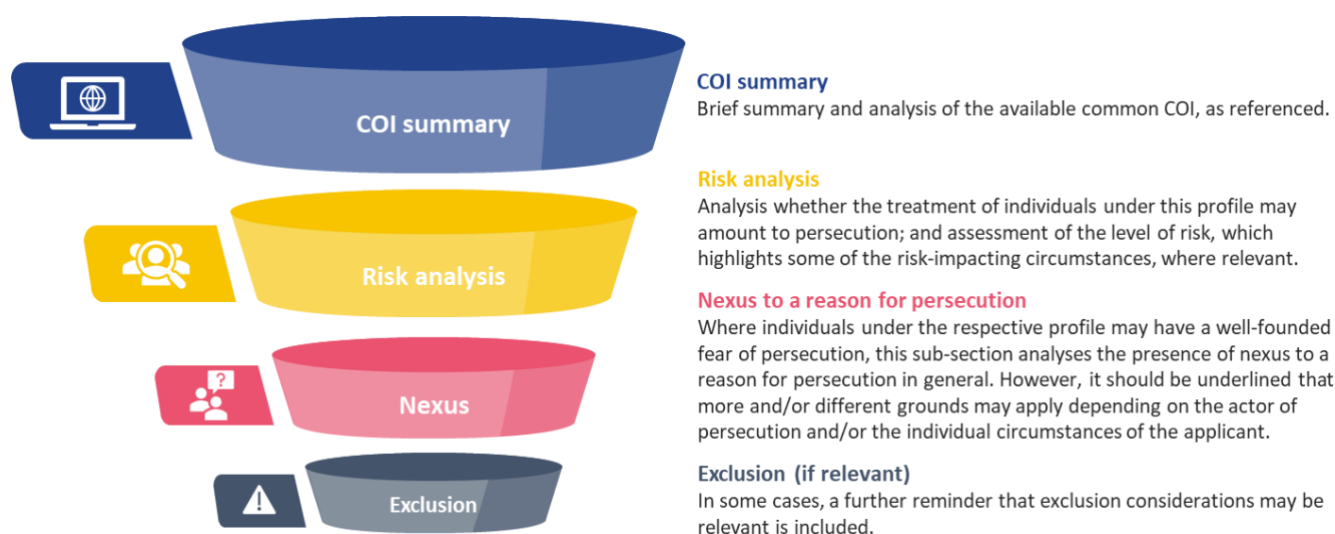 COI summary
Risk analysis
?
Nexus
Exclusion
COI summary
Brief summary and analysis of the available common COI, as referenced.
Risk analysis
Analysis whether the treatment of individuals under this profile may
amount to persecution; and assessment of the level of risk, which
highlights some of the risk-impacting circumstances, where relevant.
Nexus to a reason for persecution
Where individuals under the respective profile may have a well-founded
fear of persecution, this sub-section analyses the presence of nexus to a
reason for persecution in general. However, it should be underlined that
more and/or different grounds may apply depending on the actor of
persecution and/or the individual circumstances of the applicant.
Exclusion (if relevant)
In some cases, a further reminder that exclusion considerations may be
relevant is included.